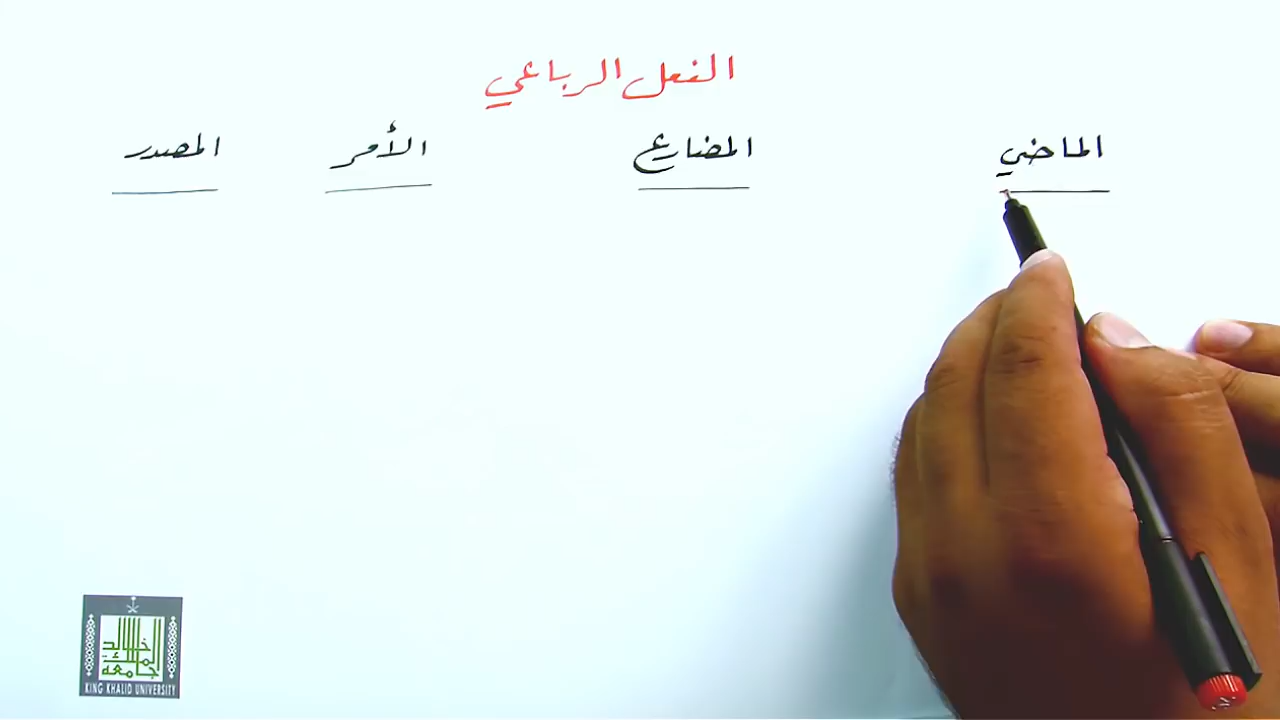 الفعل الرباعي
الماضي المضارع الأمر المصدر
جامعة الملك خالد
KING KHALID UNIVERSITY